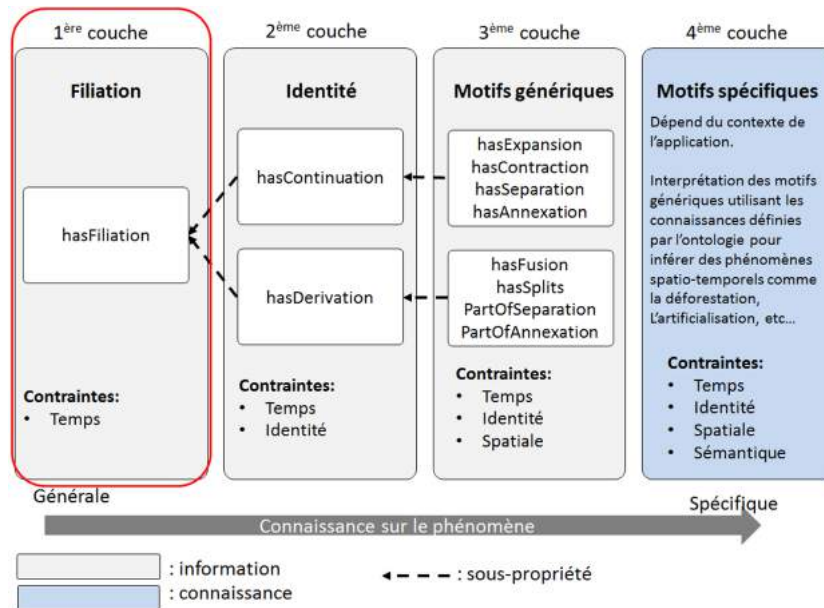 1ère couche
2ème couche
3ème couche
4ème couche
Filiation
hasFiliation
Contraintes:
• Temps
Identité
hasContinuation
hasDerivation
Contraintes:
• Temps
• Identité
Motifs génériques
hasExpansion
hasContraction
hasSeparation
hasAnnexation
hasFusion
hasSplits
PartOfSeparation
PartOfAnnexation
Contraintes:
• Temps
• Identité
• Spatiale
Motifs spécifiques
Dépend du contexte de
l'application.
Interprétation des motifs
génériques utilisant les
connaissances définies
par l'ontologie pour
inférer des phénomènes
spatio-temporels comme
la déforestation,
L'artificialisation, etc...
Contraintes:
• Temps
• Identité
• Spatiale
• Sémantique
Générale
Spécifique
Connaissance sur le phénomène
: information
: connaissance
: sous-propriété